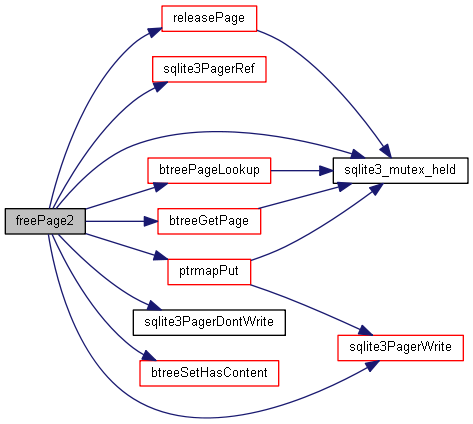 releasePage
sqlite3PagerRef
btreePageLookup
sqlite3_mutex_held
freePage2
btreeGetPage
ptrmapPut
sqlite3PagerDontWrite
sqlite3PagerWrite
btreeSetHasContent